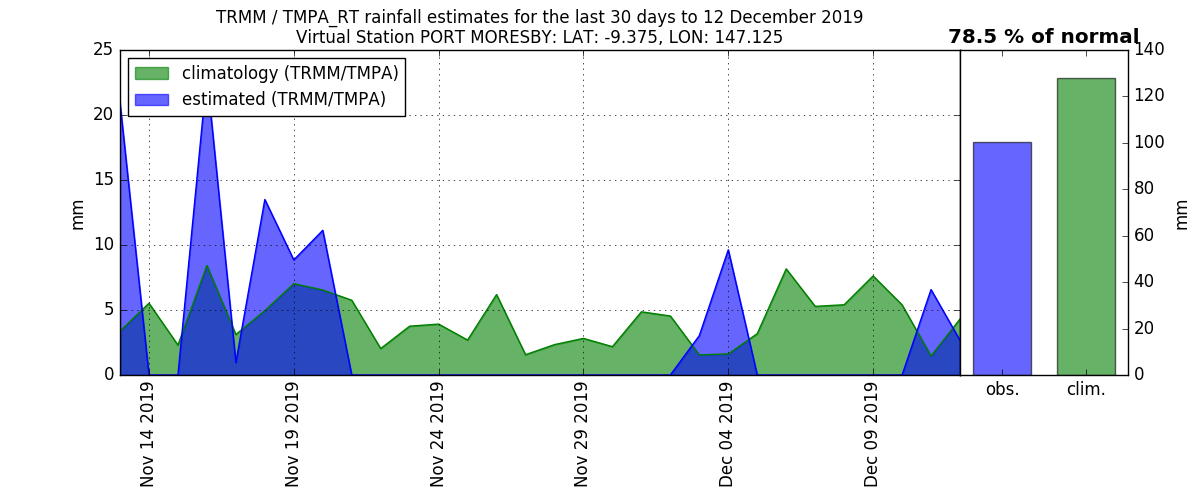 TRMM / TMPA_RT rainfall estimates for the last 30 days to 12 December 2019
Virtual Station PORT MORESBY: LAT: -9.375, LON: 147.125
78.5 % of normal
climatology (TRMM/TMPA)
estimated (TRMM/TMPA)
25
20
15
10
5
0
mm
Nov 14 2019
Nov 19 2019
Nov 24 2019
Nov 29 2019
Dec 04 2019
Dec 09 2019
obs.
clim.
140
120
100
80
60
40
20
0
mm